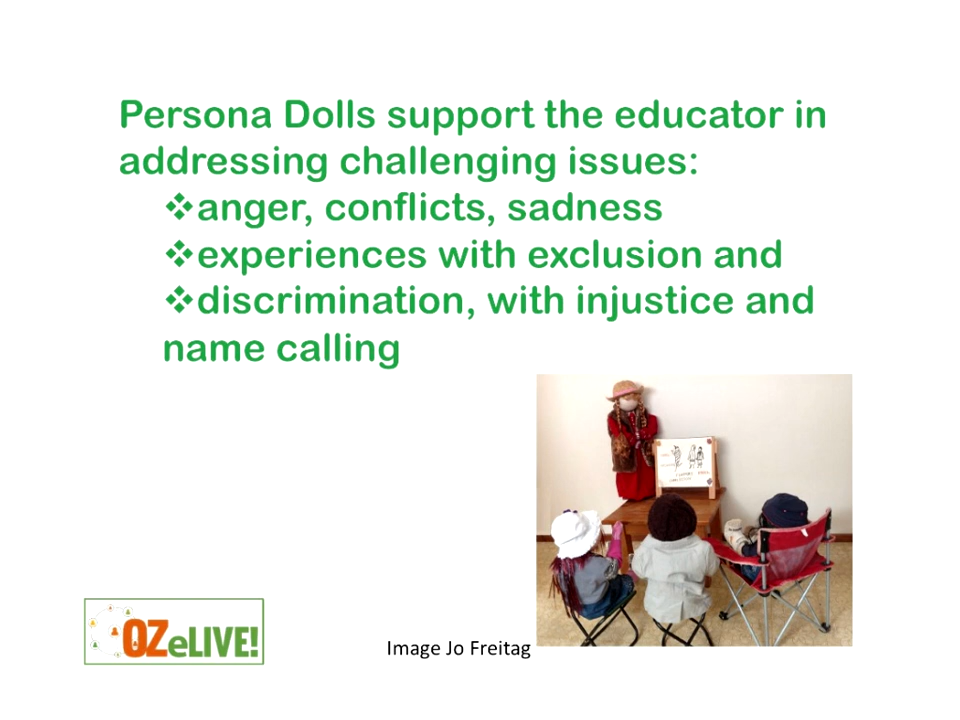 Persona Dolls support the educator in
addressing challenging issues:
❖anger, conflicts, sadness
❖experiences with exclusion and
❖discrimination, with injustice and
name calling
OZeLIVE!
Image Jo Freitag